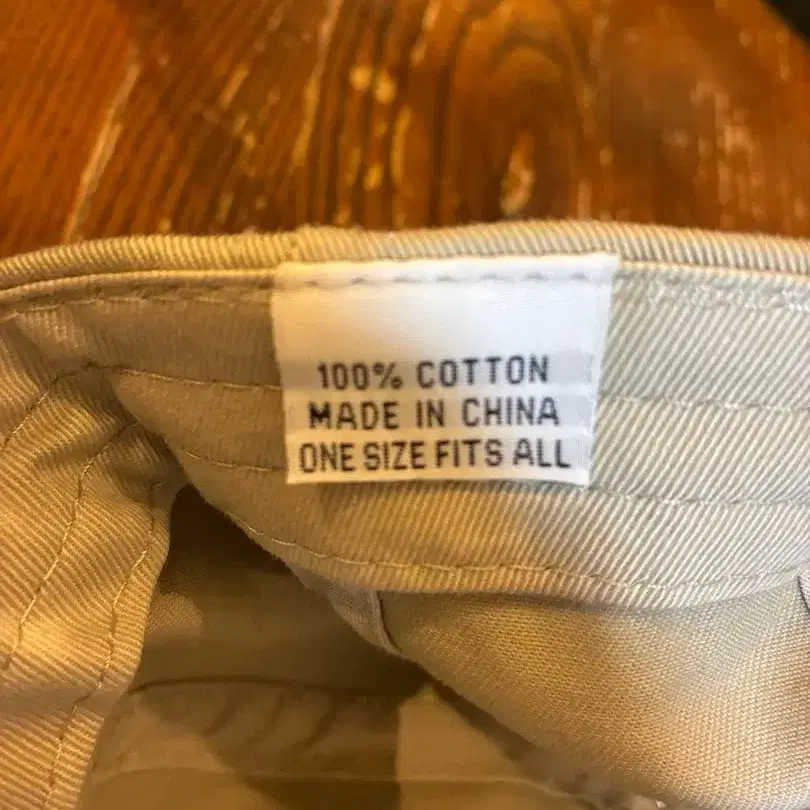 100% COTTON
MADE IN CHINA
ONE SIZE FITS ALL